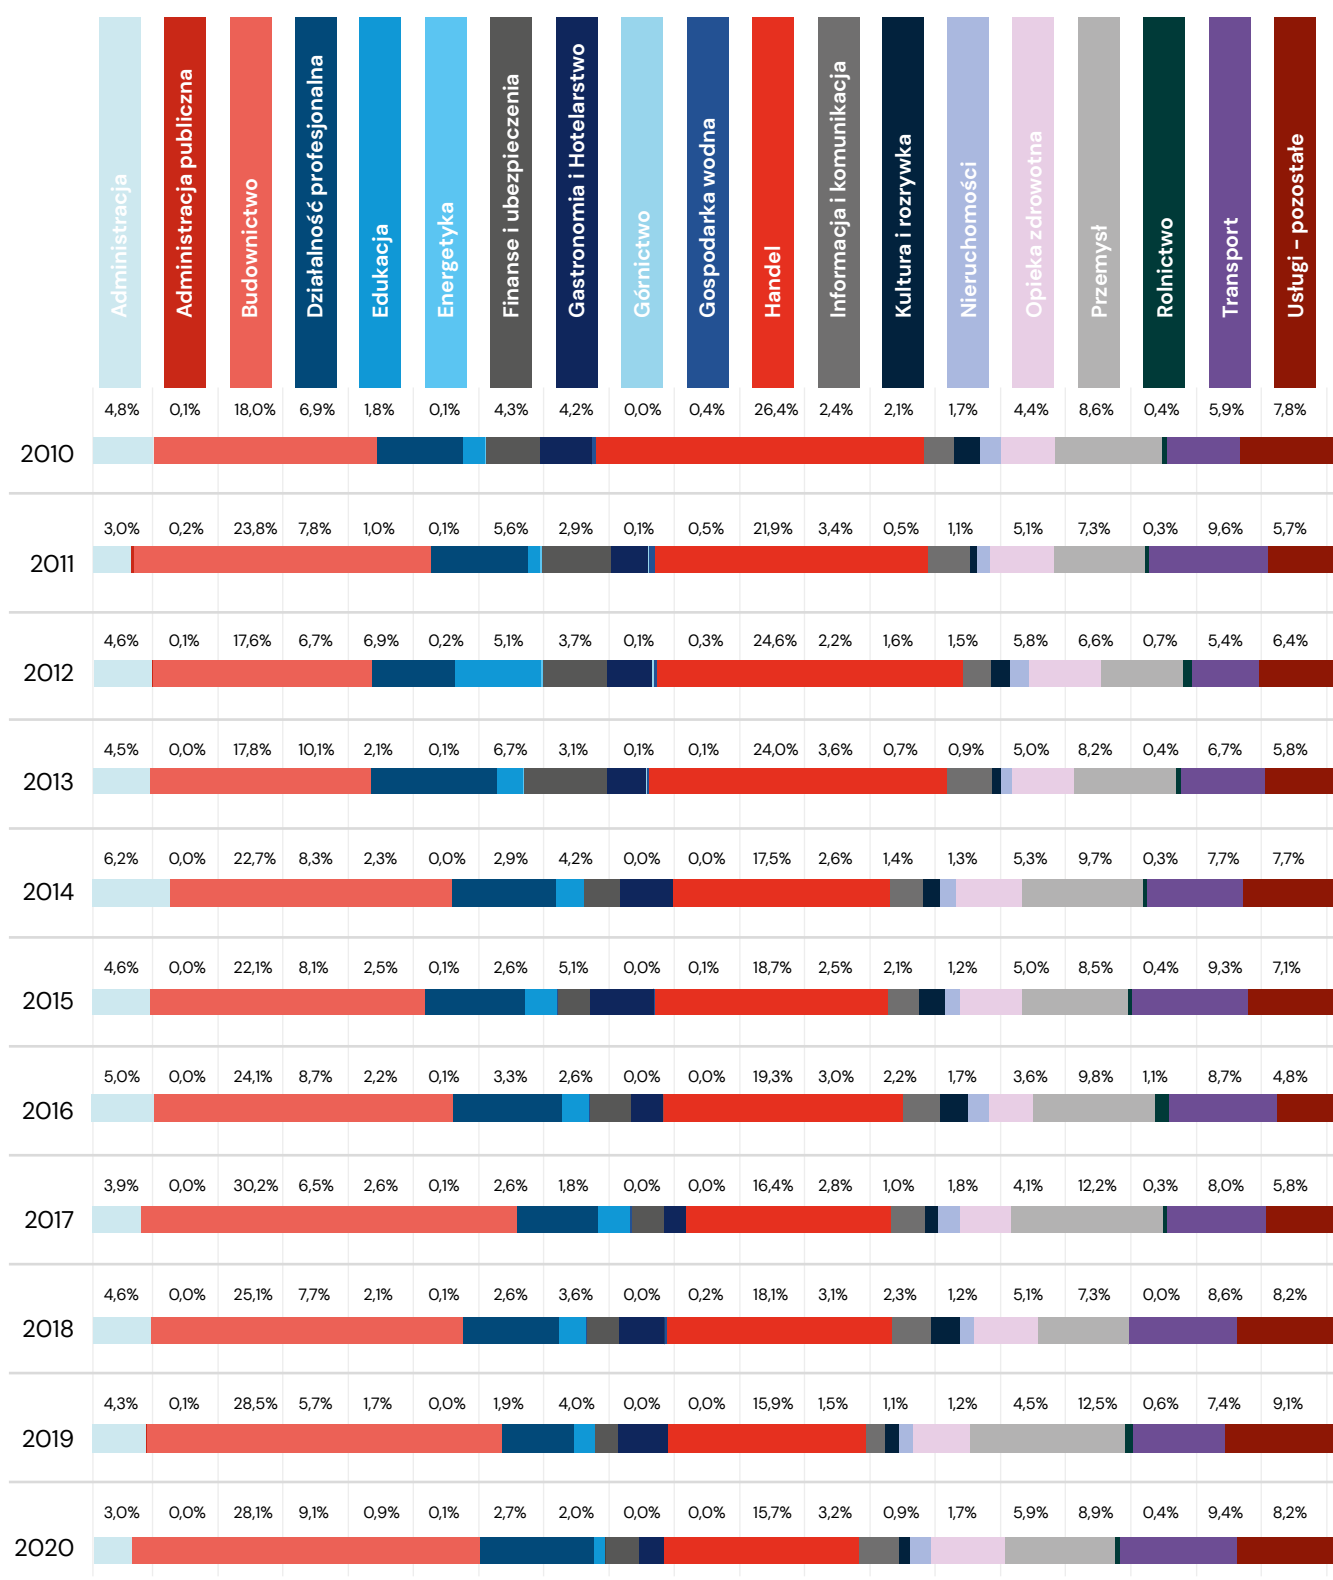 Administracja
Administracja publiczna
Budownictwo
Działalność profesjonalna
Edukacja
Energetyka
Finanse i ubezpieczenia
Gastronomia i Hotelarstwo
Górnictwo
Gospodarka wodna
Handel
Informacja i komunikacja
Kultura i rozrywka
Nieruchomości
Opieka zdrowotna
Przemysł
Rolnictwo
Transport
Usługi – pozostałe
4,8% 0,1% 18,0% 6,9% 1,8% 0,1% 4,3% 4,2% 0,0% 0,4% 26,4% 2,4% 2,1% 1,7% 4,4% 8,6% 0,4% 5,9% 7,8%
2010
3,0% 0,2% 23,8% 7,8% 1,0% 0,1% 5,6% 2,9% 0,1% 0,5% 21,9% 3,4% 0,5% 1,1% 5,1% 7,3% 0,3% 9,6% 5,7%
2011
4,6% 0,1% 17,6% 6,7% 6,9% 0,2% 5,1% 3,7% 0,1% 0,3% 24,6% 2,2% 1,6% 1,5% 5,8% 6,6% 0,7% 5,4% 6,4%
2012
4,5% 0,0% 17,8% 10,1% 2,1% 0,1% 6,7% 3,1% 0,1% 0,1% 24,0% 3,6% 0,7% 0,9% 5,0% 8,2% 0,4% 6,7% 5,8%
2013
6,2% 0,0% 22,7% 8,3% 2,3% 0,0% 2,9% 4,2% 0,0% 0,0% 17,5% 2,6% 1,4% 1,3% 5,3% 9,7% 0,3% 7,7% 7,7%
2014
4,6% 0,0% 22,1% 8,1% 2,5% 0,1% 2,6% 5,1% 0,0% 0,1% 18,7% 2,5% 2,1% 1,2% 5,0% 8,5% 0,4% 9,3% 7,1%
2015
5,0% 0,0% 24,1% 8,7% 2,2% 0,1% 3,3% 2,6% 0,0% 0,0% 19,3% 3,0% 2,2% 1,7% 3,6% 9,8% 1,1% 8,7% 4,8%
2016
3,9% 0,0% 30,2% 6,5% 2,6% 0,1% 2,6% 1,8% 0,0% 0,0% 16,4% 2,8% 1,0% 1,8% 4,1% 12,2% 0,3% 8,0% 5,8%
2017
4,6% 0,0% 25,1% 7,7% 2,1% 0,1% 2,6% 3,6% 0,0% 0,2% 18,1% 3,1% 2,3% 1,2% 5,1% 7,3% 0,0% 8,6% 8,2%
2018
4,3% 0,1% 28,5% 5,7% 1,7% 0,0% 1,9% 4,0% 0,0% 0,0% 15,9% 1,5% 1,1% 1,2% 4,5% 12,5% 0,6% 7,4% 9,1%
2019
3,0% 0,0% 28,1% 9,1% 0,9% 0,1% 2,7% 2,0% 0,0% 0,0% 15,7% 3,2% 0,9% 1,7% 5,9% 8,9% 0,4% 9,4% 8,2%
2020